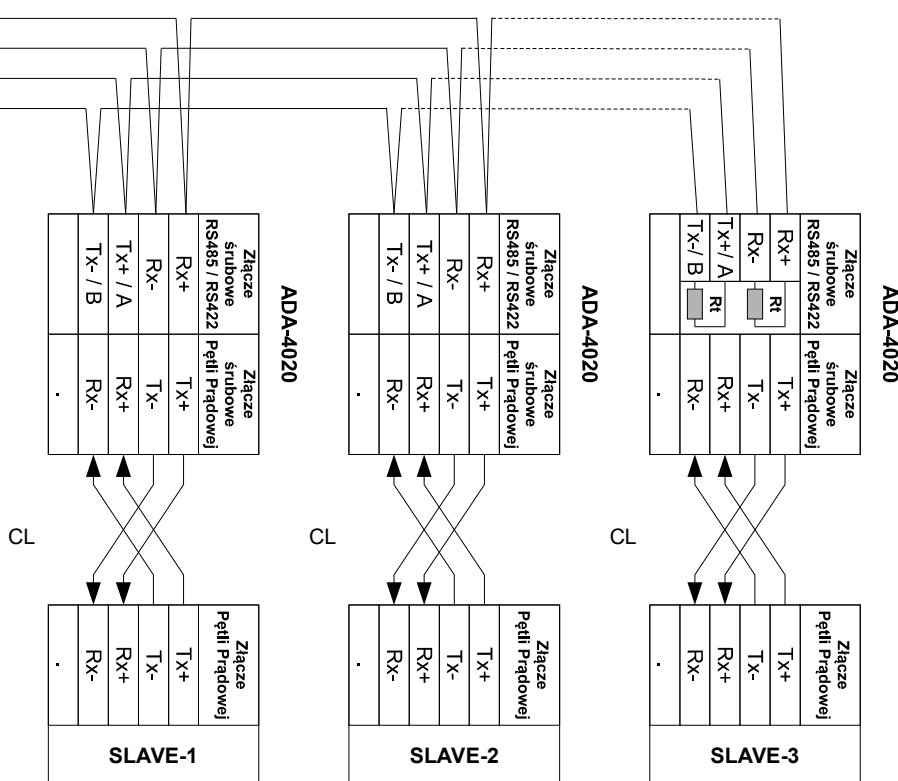 ADA-4020
Złącze
śrubowe
RS485 / RS422
Rx+
Rx-
Tx+ / A
Tx- / B
Złącze
śrubowe
Pętli Prądowej
Tx+
Tx-
Rx+
Rx-
.
CL
Złącze
Pętli Prądowej
Tx+
Tx-
Rx+
Rx-
.
SLAVE-1
ADA-4020
Złącze
śrubowe
RS485 / RS422
Rx+
Rx-
Tx+ / A
Tx- / B
Złącze
śrubowe
Pętli Prądowej
Tx+
Tx-
Rx+
Rx-
.
CL
Złącze
Pętli Prądowej
Tx+
Tx-
Rx+
Rx-
.
SLAVE-2
ADA-4020
Złącze
śrubowe
RS485 / RS422
Rx+
Rx-
Tx+/ A
Tx-/ B
Rt
Rt
Złącze
śrubowe
Pętli Prądowej
Tx+
Tx-
Rx+
Rx-
.
CL
Złącze
Pętli Prądowej
Tx+
Tx-
Rx+
Rx-
.
SLAVE-3